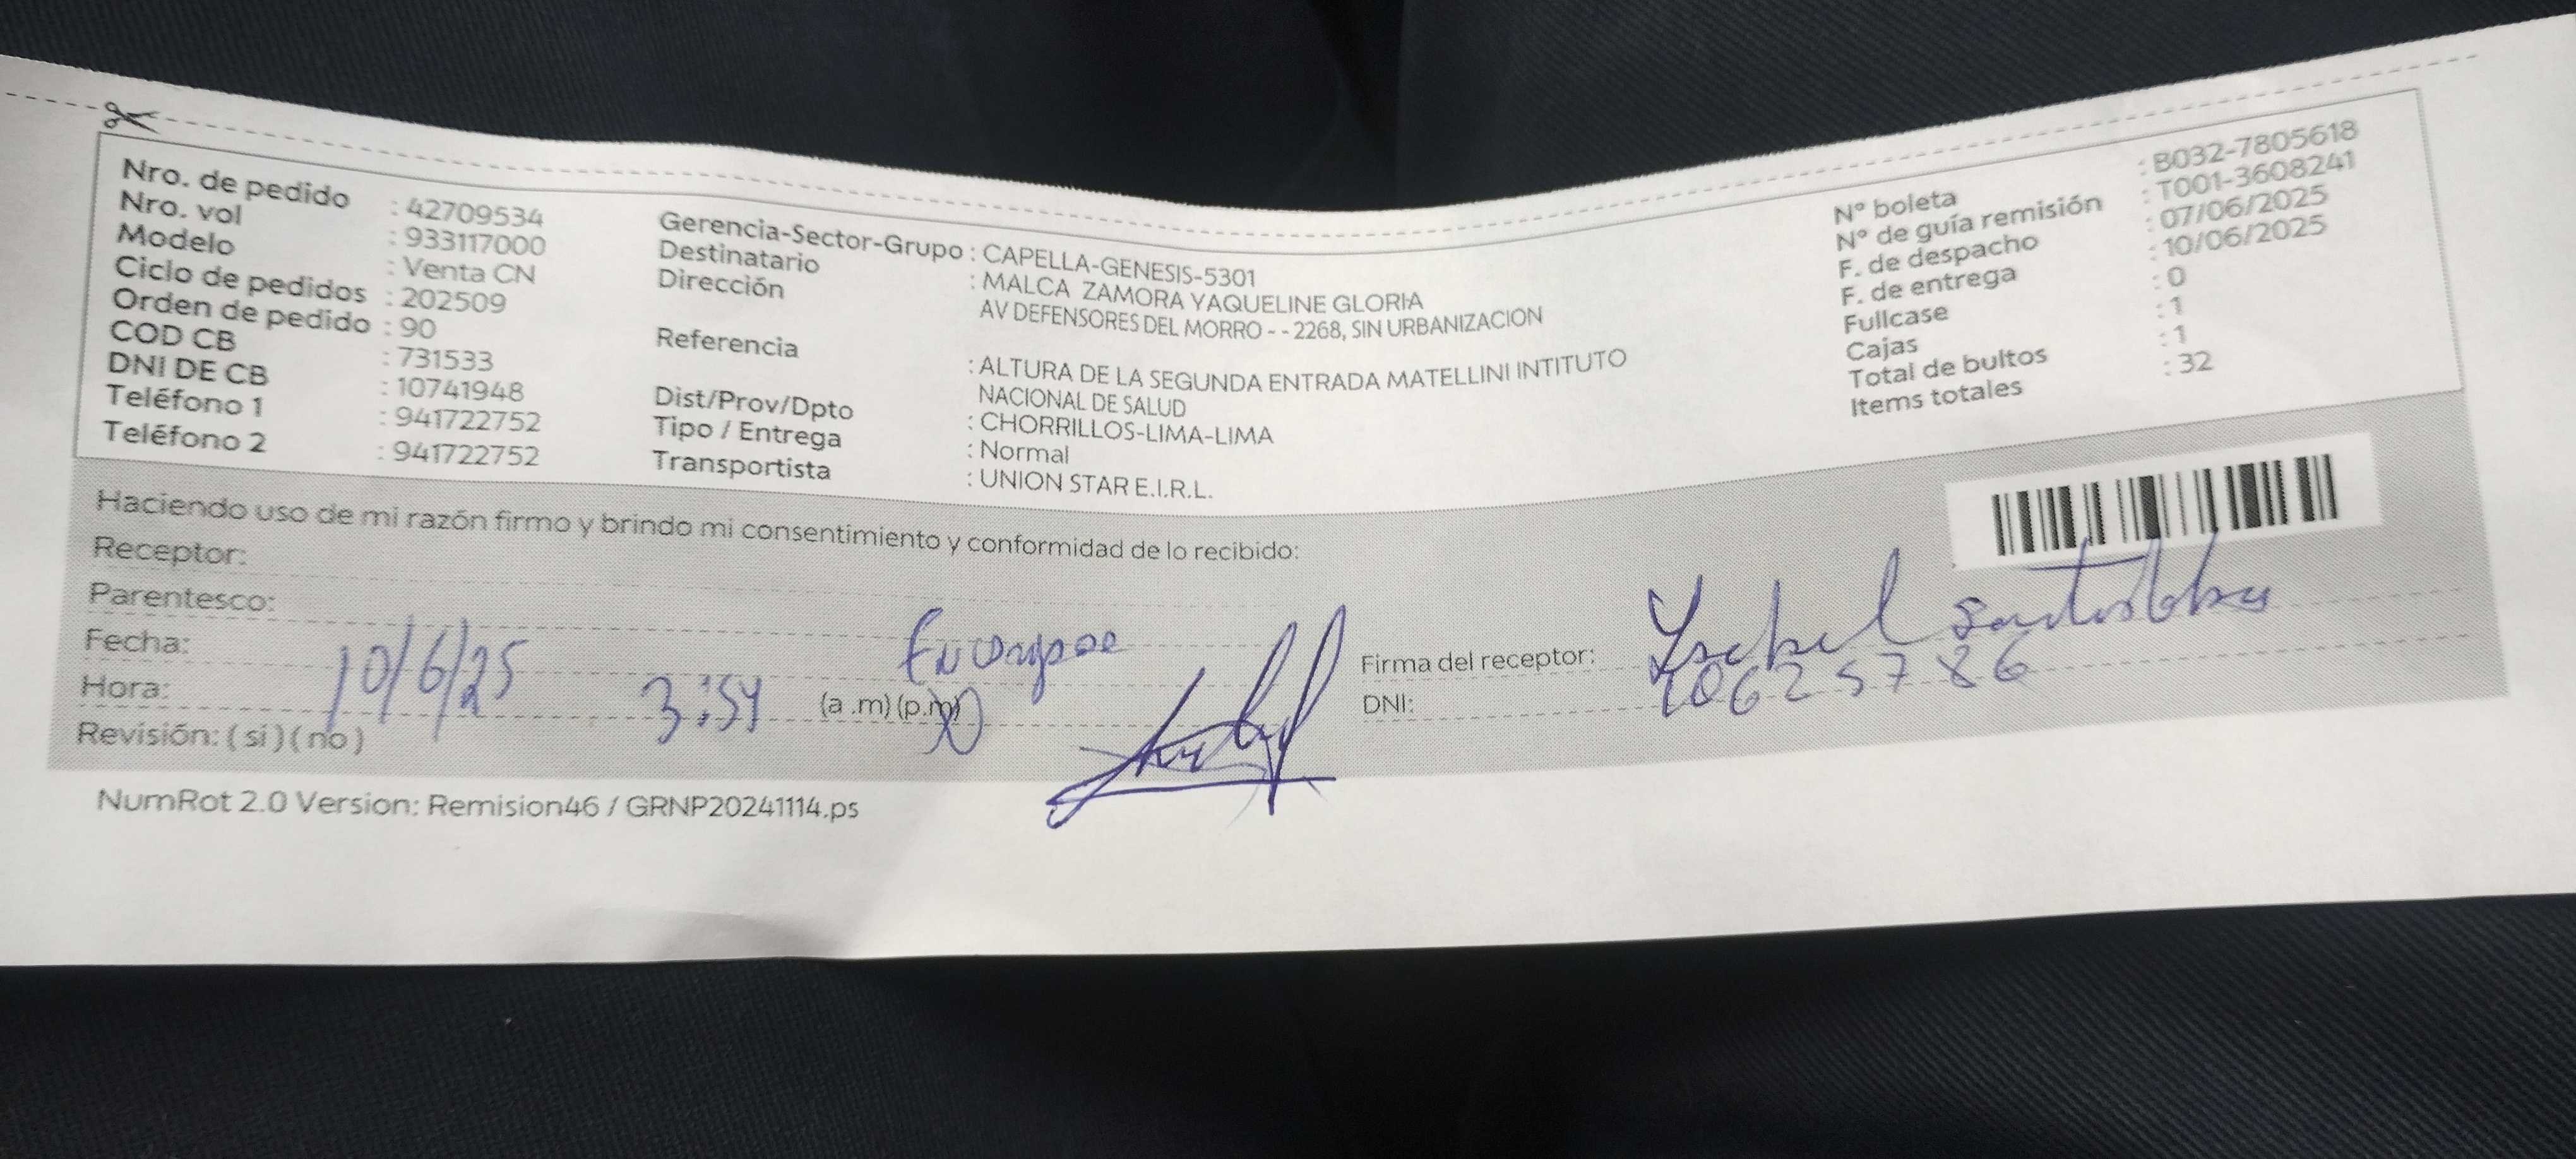 Nro. de pedido : 42709534
Nro. vol : 933117000
Modelo : Venta CN
Ciclo de pedidos : 202509
Orden de pedido : 90
COD CB : 731533
DNI DE CB : 10741948
Teléfono 1 : 941722752
Teléfono 2 : 941722752
Gerencia-Sector-Grupo : CAPELLA-GENESIS-5301
Destinatario : MALCA ZAMORA YAQUELINE GLORIA
Dirección AV DEFENSORES DEL MORRO - - 2268, SIN URBANIZACION
Referencia : ALTURA DE LA SEGUNDA ENTRADA MATELLINI INTITUTO
NACIONAL DE SALUD
Dist/Prov/Dpto : CHORRILLOS-LIMA-LIMA
Tipo / Entrega : Normal
Transportista : UNION STAR E.I.R.L.
N° boleta : B032-7805618
N° de guía remisión : T001-3608241
F. de despacho : 07/06/2025
F. de entrega : 10/06/2025
Fullcase : 0
Cajas : 1
Total de bultos : 1
Items totales : 32
Haciendo uso de mi razón firmo y brindo mi consentimiento y conformidad de lo recibido:
Receptor:
Parentesco:
Fecha: 10/6/25
Hora: 3:54 (a .m) (p.m)
Revisión: ( si ) ( no )
Firma del receptor:
DNI: 10625786
NumRot 2.0 Version: Remision46 / GRNP20241114.ps